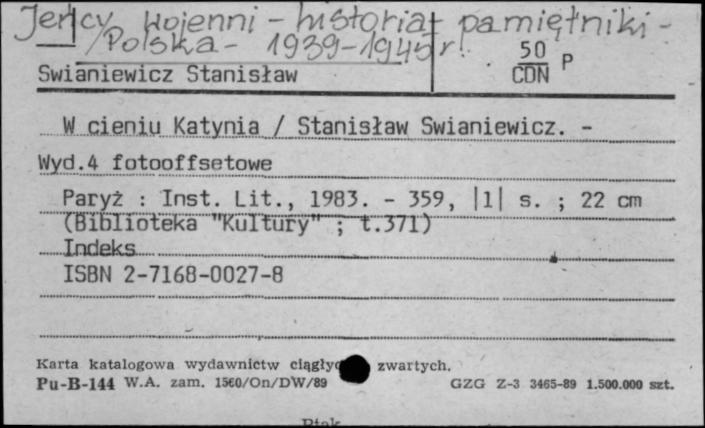 Jeńcy wojenni - historia - pamiętniki -
/Polska - 1939-1945 r.
50 P
CDN
Swianiewicz Stanisław
W cieniu Katynia / Stanisław Swianiewicz. -
Wyd.4 fotooffsetowe
Paryż : Inst. Lit., 1983. - 359, |1| s. ; 22 cm
(Biblioteka "Kultury" ; t.371)
Indeks
ISBN 2-7168-0027-8
Karta katalogowa wydawnictw zwartych.
Pu-B-144 W.A. zam. 1560/On/DW/89 GZG Z-3 3465-89 1.500.000 szt.